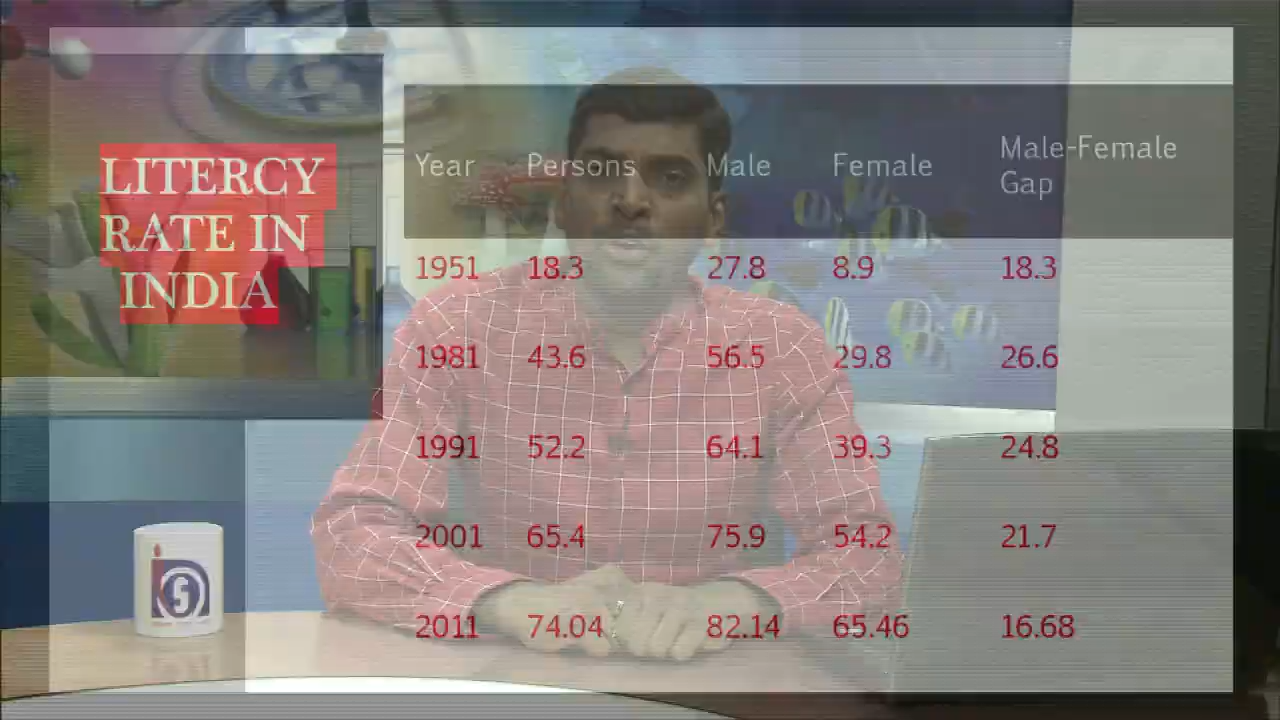 LITERCY
RATE IN
INDIA
Year Persons Male Female Male-Female Gap
1951 18.3 27.8 8.9 18.3
1981 43.6 56.5 29.8 26.6
1991 52.2 64.1 39.3 24.8
2001 65.4 75.9 54.2 21.7
2011 74.04 82.14 65.46 16.68